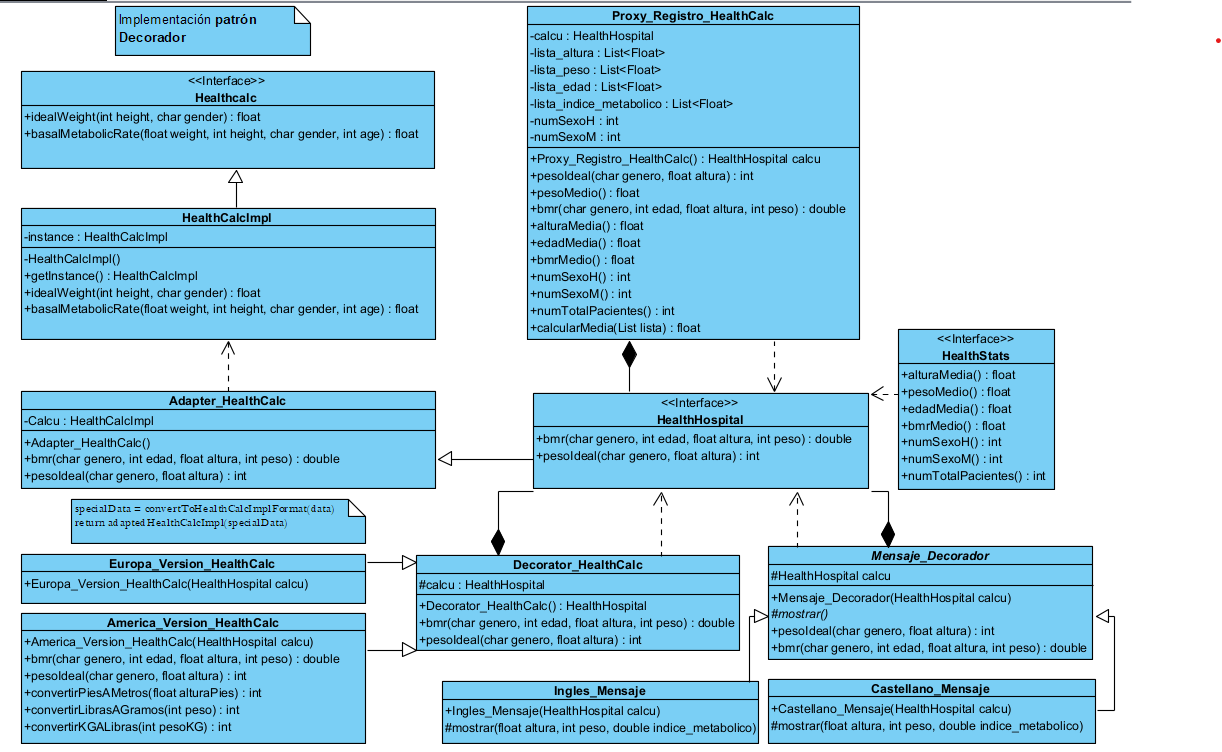 Implementación patrón
Decorador
<<Interface>>
Healthcalc
+idealWeight(int height, char gender) : float
+basalMetabolicRate(float weight, int height, char gender, int age) : float
HealthCalcImpl
-instance : HealthCalcImpl
-HealthCalcImpl()
+getInstance() : HealthCalcImpl
+idealWeight(int height, char gender) : float
+basalMetabolicRate(float weight, int height, char gender, int age) : float
Adapter_HealthCalc
-Calcu : HealthCalcImpl
+Adapter_HealthCalc()
+bmr(char genero, int edad, float altura, int peso) : double
+pesoIdeal(char genero, float altura) : int
specialData = convertToHealthCalcImplFormat(data)
return adaptedHealthCalcImpl(specialData)
Europa_Version_HealthCalc
+Europa_Version_HealthCalc(HealthHospital calcu)
America_Version_HealthCalc
+America_Version_HealthCalc(HealthHospital calcu)
+bmr(char genero, int edad, float altura, int peso) : double
+pesoIdeal(char genero, float altura) : int
+convertirPiesAMetros(float alturaPies) : int
+convertirLibrasAGramos(int peso) : int
+convertirKGALibras(int pesoKG) : int
Proxy_Registro_HealthCalc
-calcu : HealthHospital
-lista_altura : List<Float>
-lista_peso : List<Float>
-lista_edad : List<Float>
-lista_indice_metabolico : List<Float>
-numSexoH : int
-numSexoM : int
+Proxy_Registro_HealthCalc() : HealthHospital calcu
+pesoIdeal(char genero, float altura) : int
+pesoMedio() : float
+bmr(char genero, int edad, float altura, int peso) : double
+alturaMedia() : float
+edadMedia() : float
+bmrMedio() : float
+numSexoH() : int
+numSexoM() : int
+numTotalPacientes() : int
+calcularMedia(List lista) : float
<<Interface>>
HealthHospital
+bmr(char genero, int edad, float altura, int peso) : double
+pesoIdeal(char genero, float altura) : int
<<Interface>>
HealthStats
+alturaMedia() : float
+pesoMedio() : float
+edadMedia() : float
+bmrMedio() : float
+numSexoH() : int
+numSexoM() : int
+numTotalPacientes() : int
Decorator_HealthCalc
#calcu : HealthHospital
+Decorator_HealthCalc() : HealthHospital
+bmr(char genero, int edad, float altura, int peso) : double
+pesoIdeal(char genero, float altura) : int
Mensaje_Decorador
#HealthHospital calcu
+Mensaje_Decorador(HealthHospital calcu)
#mostrar()
+pesoIdeal(char genero, float altura) : int
+bmr(char genero, int edad, float altura, int peso) : double
Ingles_Mensaje
+Ingles_Mensaje(HealthHospital calcu)
#mostrar(float altura, int peso, double indice_metabolico)
Castellano_Mensaje
+Castellano_Mensaje(HealthHospital calcu)
#mostrar(float altura, int peso, double indice_metabolico)